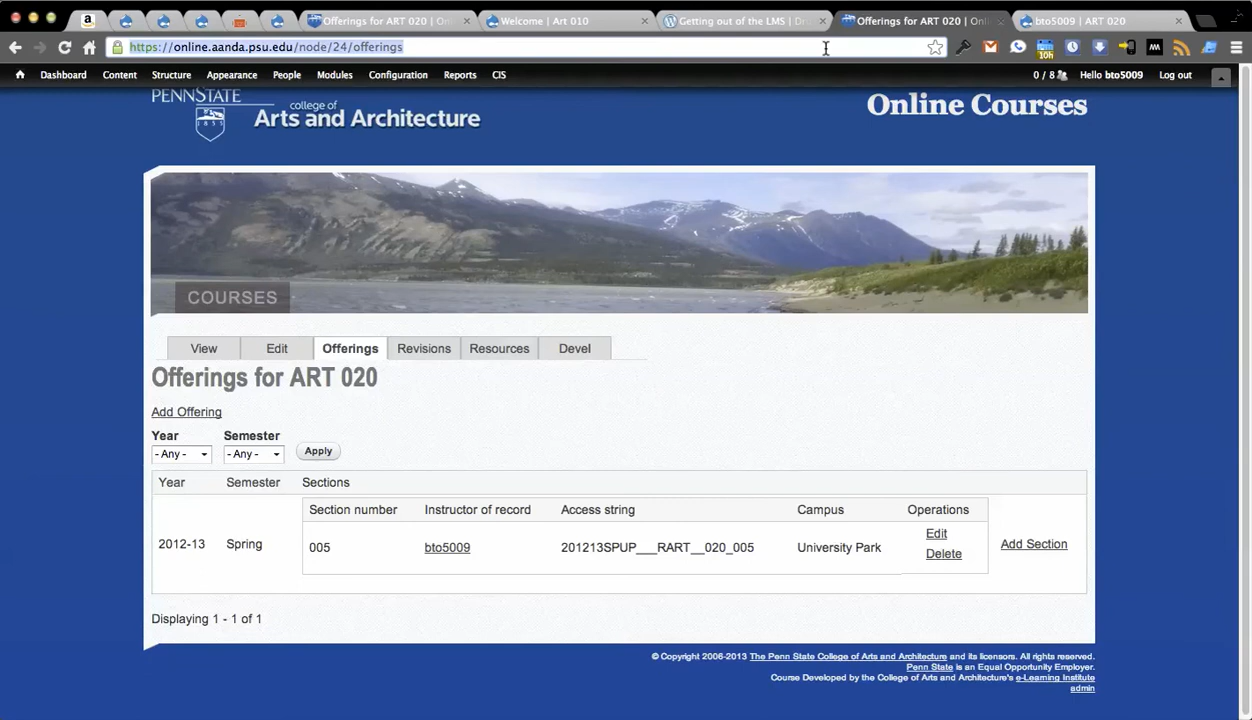 Offerings for ART 020 | Onl
Welcome | Art 010
Getting out of the LMS | Dr
Offerings for ART 020 | Onl
bto5009 | ART 020
https://online.aanda.psu.edu/node/24/offerings
10h
Dashboard Content Structure Appearance People Modules Configuration Reports CIS
0 / 8 Hello bto5009 Log out
PENNSTATE
1855
college of
Arts and Architecture
Online Courses
COURSES
View Edit Offerings Revisions Resources Devel
Offerings for ART 020
Add Offering
Year Semester
- Any - - Any - Apply
Year Semester Sections
Section number Instructor of record Access string Campus Operations
2012-13 Spring 005 bto5009 201213SPUP___RART__020_005 University Park Edit Delete Add Section
Displaying 1 - 1 of 1
© Copyright 2006-2013 The Penn State College of Arts and Architecture and its licensors. All rights reserved.
Penn State is an Equal Opportunity Employer.
Course Developed by the College of Arts and Architecture's e-Learning Institute
admin